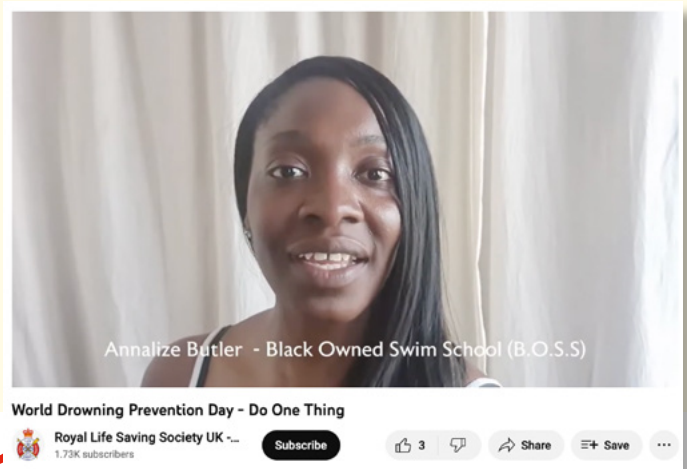 Annalize Butler - Black Owned Swim School (B.O.S.S)
World Drowning Prevention Day - Do One Thing
Royal Life Saving Society UK -...
1.73K subscribers
Subscribe
3
Share
Save